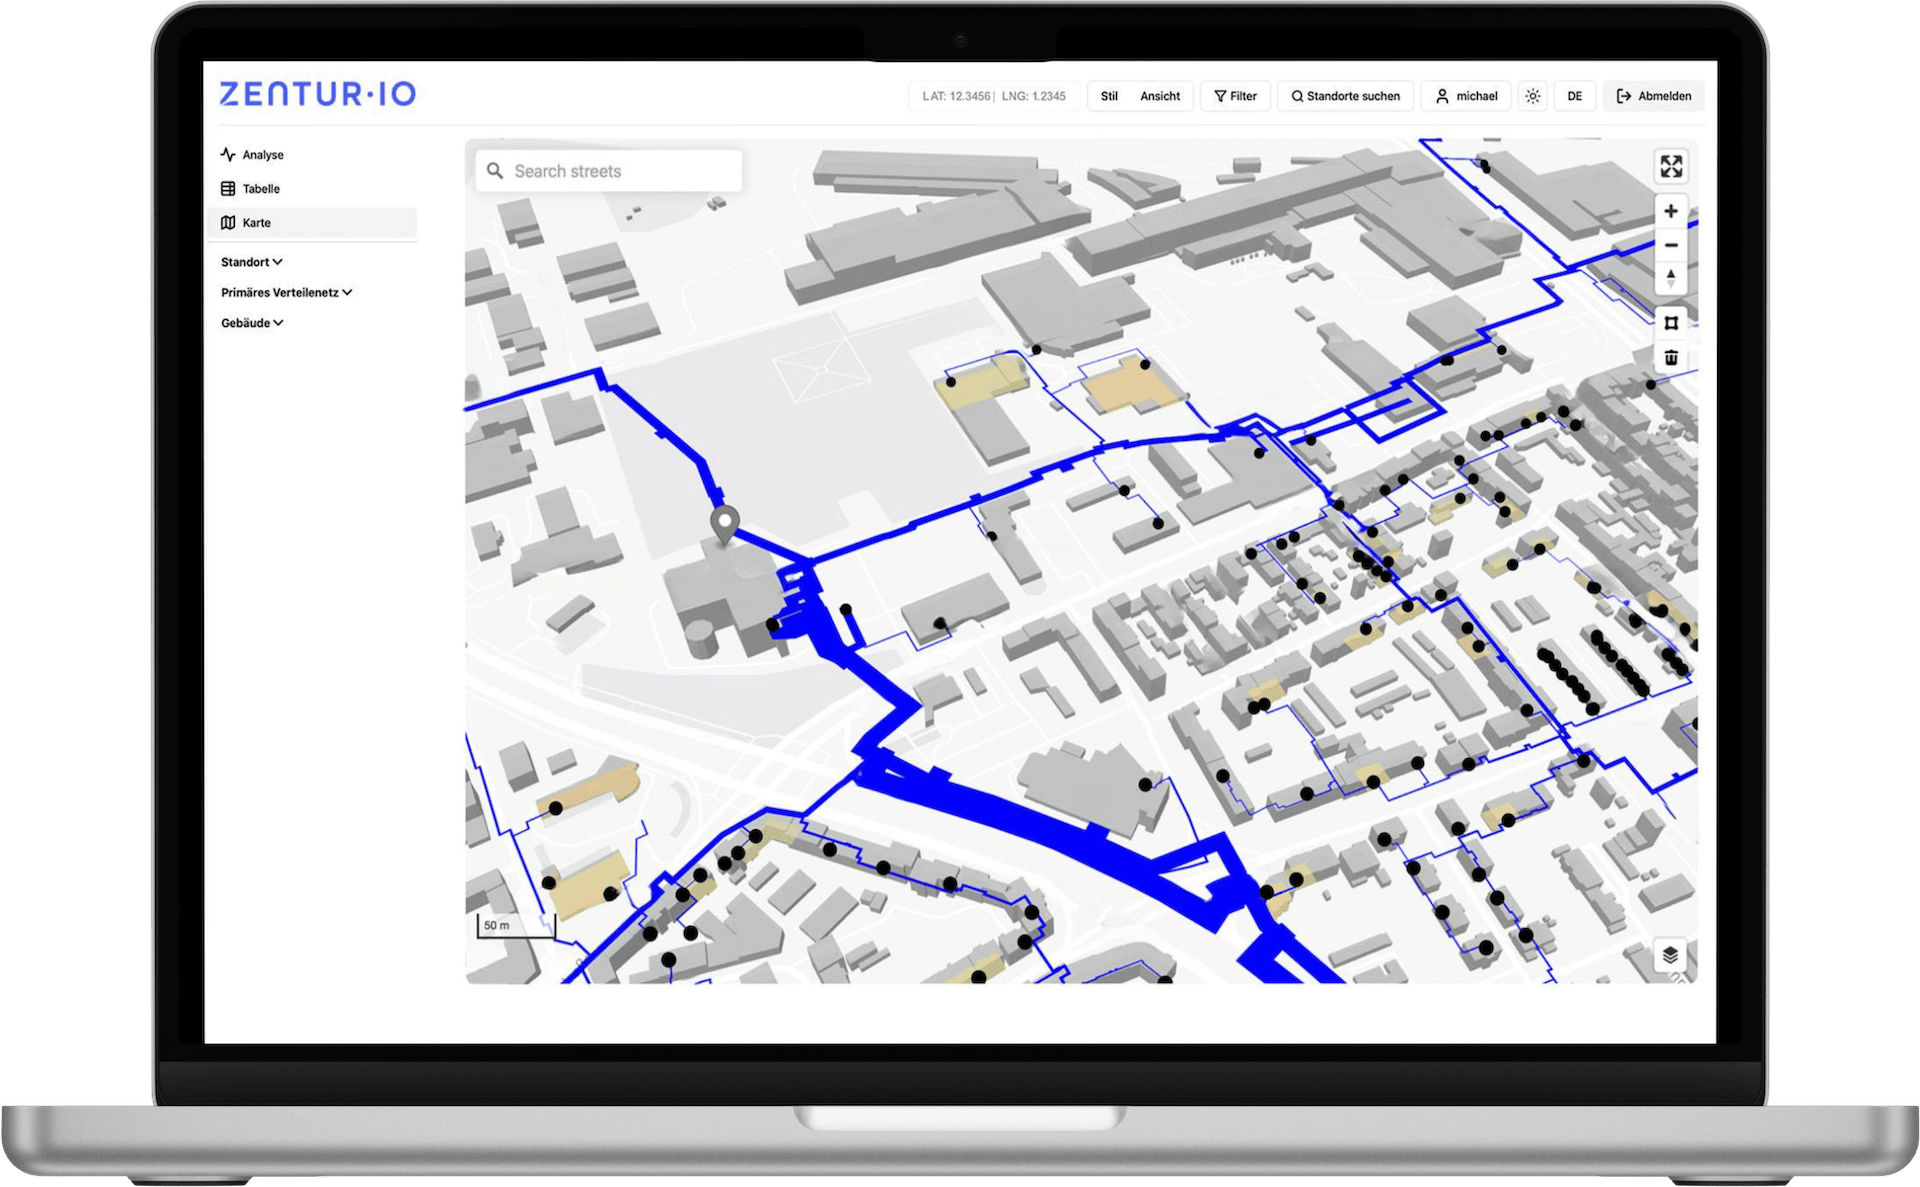 ZENTUR·IO
LAT: 12.3456 | LNG: 1.2345
Stil Ansicht
Filter
Standorte suchen
michael
DE
Abmelden
Analyse
Tabelle
Karte
Standort
Primäres Verteilenetz
Gebäude
Search streets
50 m